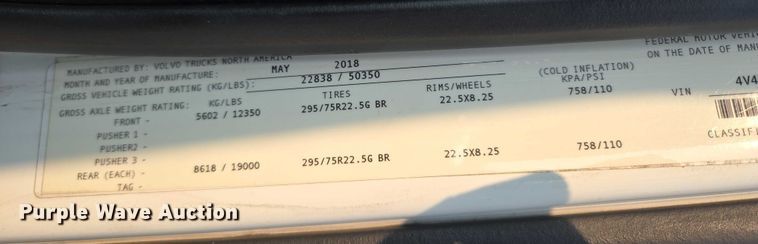 MANUFACTURED BY: VOLVO TRUCKS NORTH AMERICA
FEDERAL MOTOR VEHI
MONTH AND YEAR OF MANUFACTURE: MAY 2018
ON THE DATE OF MANU
GROSS VEHICLE WEIGHT RATING (KG/LBS): 22838 / 50350
(COLD INFLATION)
GROSS AXLE WEIGHT RATING: KG/LBS TIRES RIMS/WHEELS KPA/PSI
VIN 4V4
FRONT - 5602 / 12350 295/75R22.5G BR 22.5X8.25 758/110
PUSHER 1 -
CLASSIFI
PUSHER2 -
PUSHER 3 -
REAR (EACH) - 8618 / 19000 295/75R22.5G BR 22.5X8.25 758/110
TAG -
Purple Wave Auction